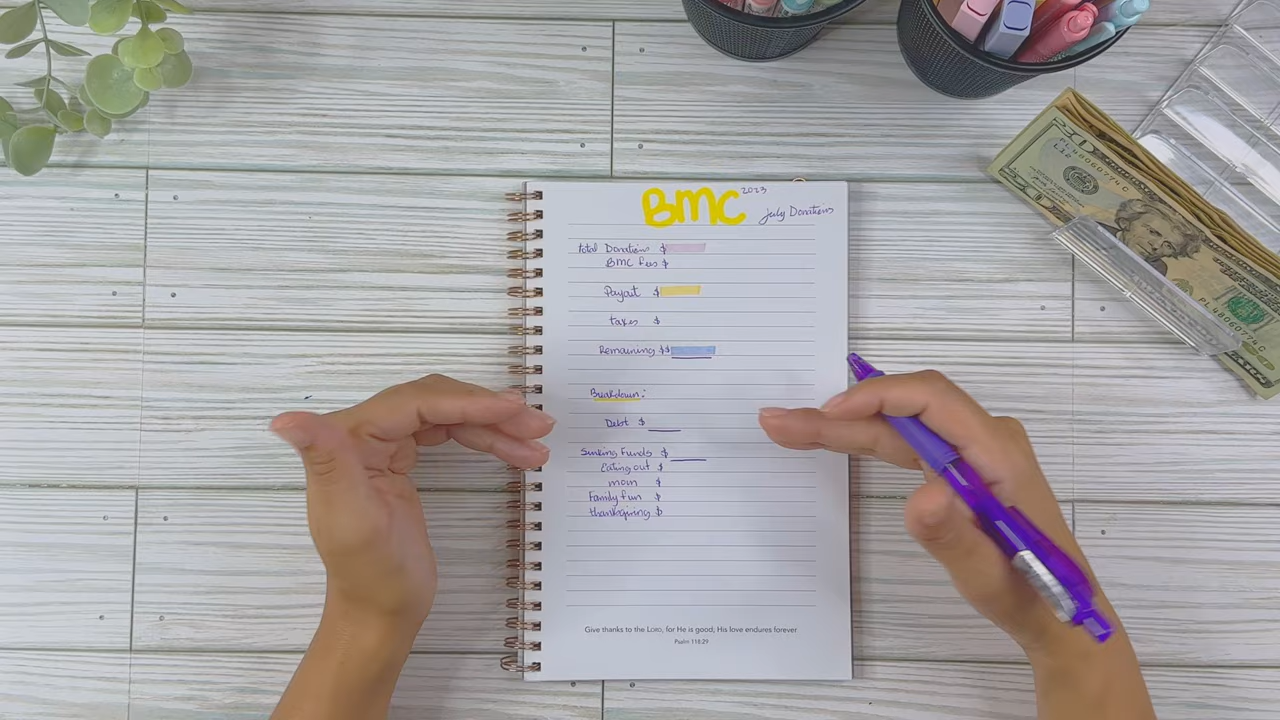 BMC 2023
July Donations
Total Donations $
BMC Fees $
Payout $
Taxes $
Remaining $$
Breakdown:
Debt $
Sinking Funds $
Eating out $
mom $
Family fun $
thanksgiving $
Give thanks to the LORD, for He is good; His love endures forever
Psalm 118:29